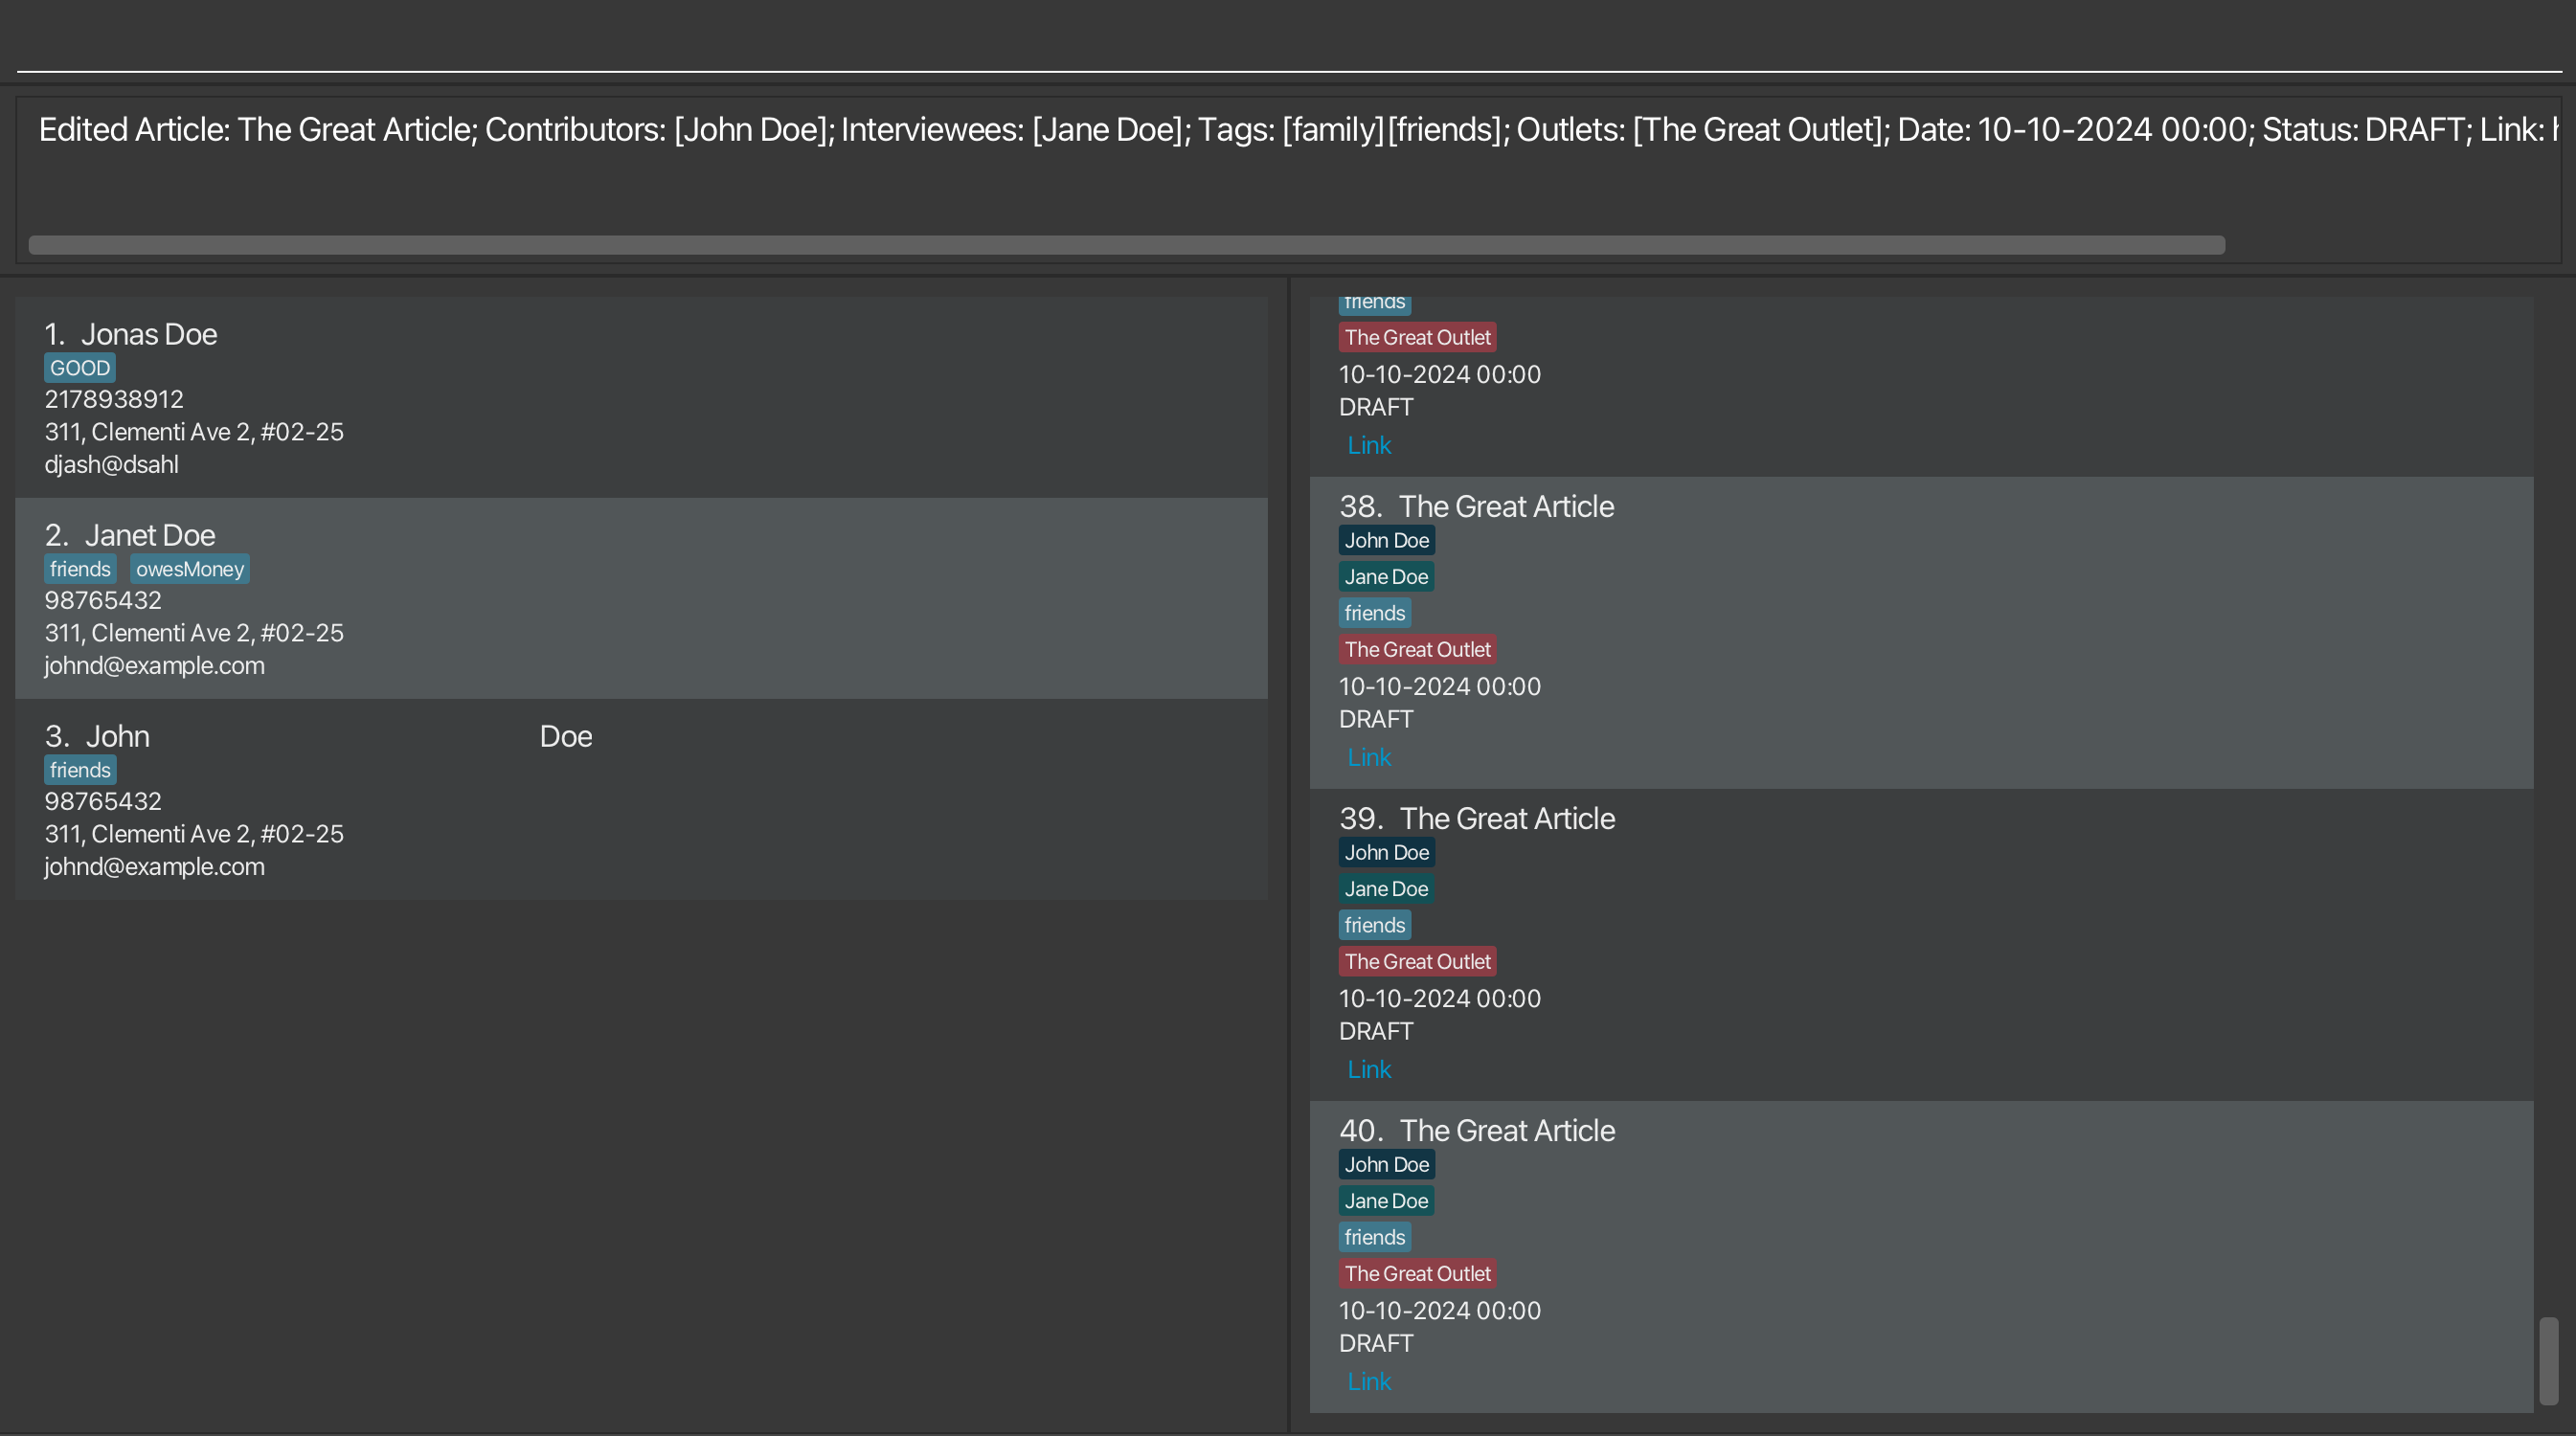 Edited Article: The Great Article; Contributors: [John Doe]; Interviewees: [Jane Doe]; Tags: [family][friends]; Outlets: [The Great Outlet]; Date: 10-10-2024 00:00; Status: DRAFT; Link:
1. Jonas Doe
GOOD
2178938912
311, Clementi Ave 2, #02-25
djash@dsahl
2. Janet Doe
friends owesMoney
98765432
311, Clementi Ave 2, #02-25
johnd@example.com
3. John Doe
friends
98765432
311, Clementi Ave 2, #02-25
johnd@example.com
friends
The Great Outlet
10-10-2024 00:00
DRAFT
Link
38. The Great Article
John Doe
Jane Doe
friends
The Great Outlet
10-10-2024 00:00
DRAFT
Link
39. The Great Article
John Doe
Jane Doe
friends
The Great Outlet
10-10-2024 00:00
DRAFT
Link
40. The Great Article
John Doe
Jane Doe
friends
The Great Outlet
10-10-2024 00:00
DRAFT
Link